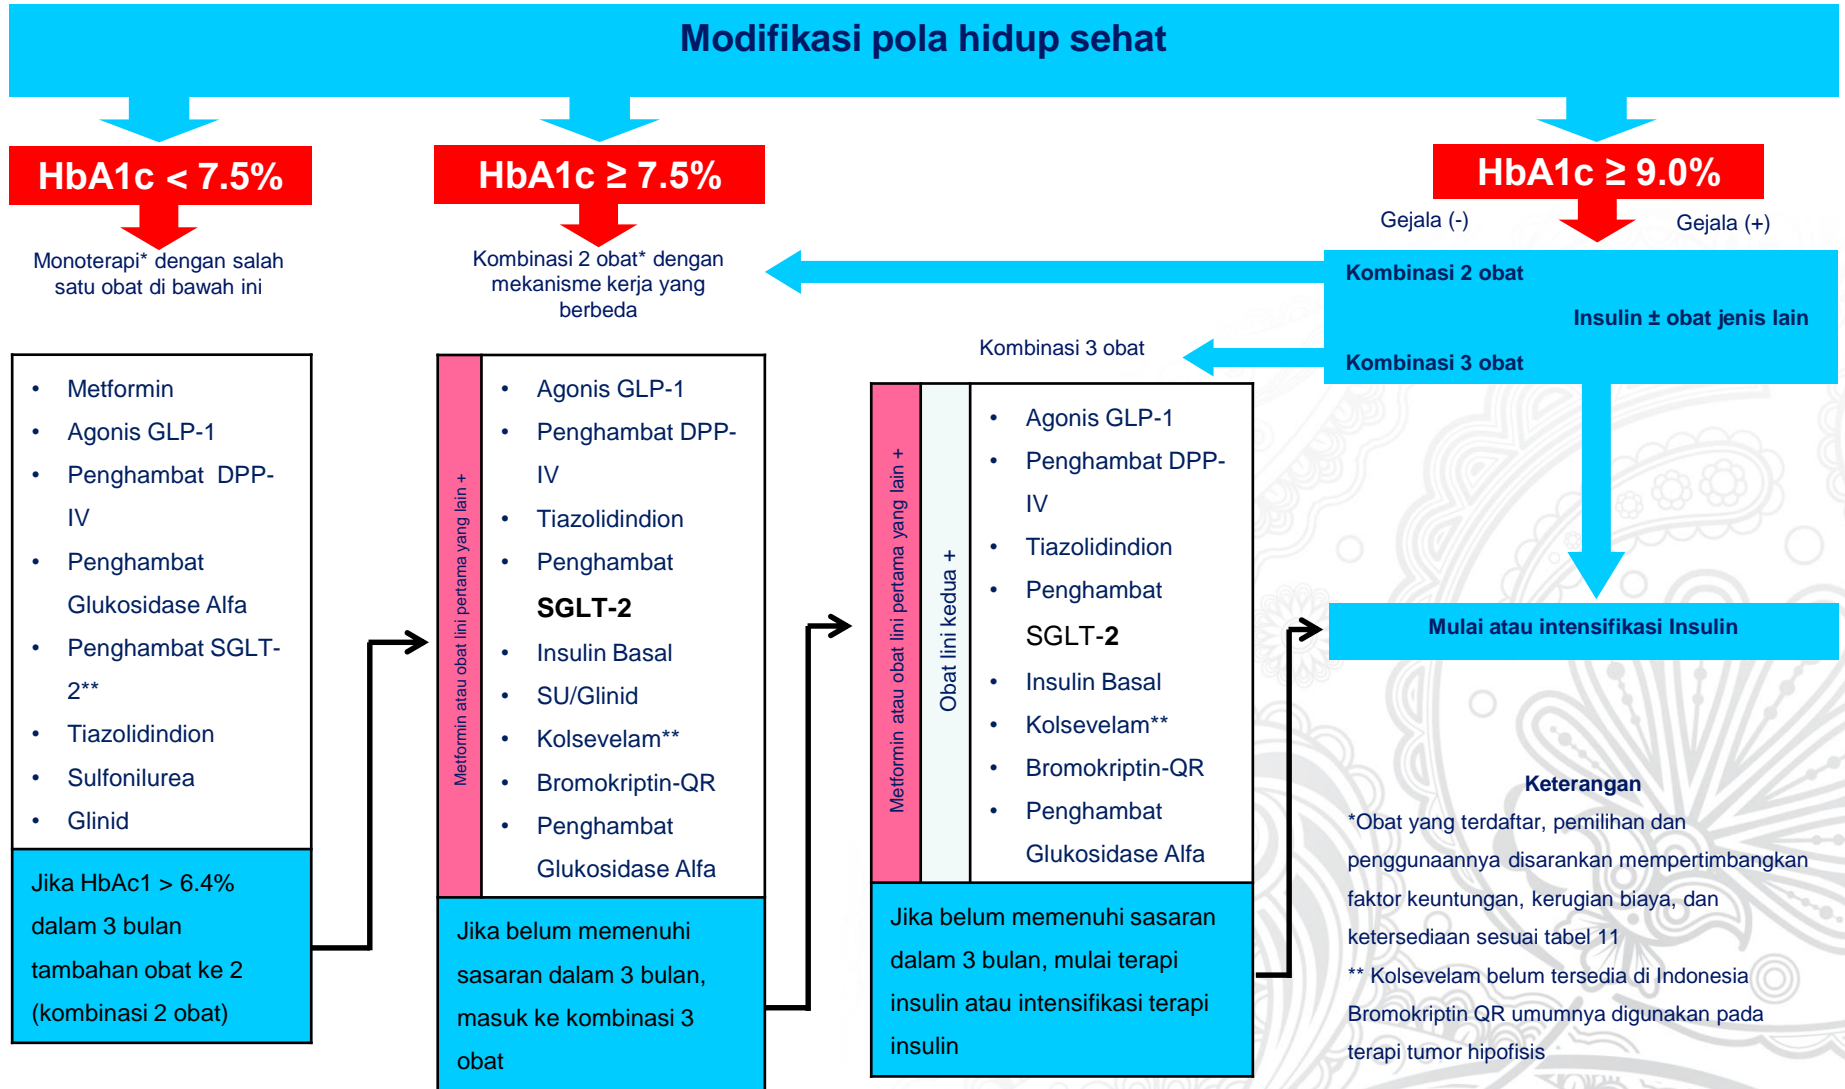 Modifikasi pola hidup sehat
HbA1c < 7.5%
Monoterapi* dengan salah
satu obat di bawah ini
• Metformin
• Agonis GLP-1
• Penghambat DPP-
IV
• Penghambat
Glukosidase Alfa
• Penghambat SGLT-
2**
• Tiazolidindion
• Sulfonilurea
• Glinid
Jika HbAc1 > 6.4%
dalam 3 bulan
tambahan obat ke 2
(kombinasi 2 obat)
HbA1c ≥ 7.5%
Kombinasi 2 obat* dengan
mekanisme kerja yang
berbeda
Metformin atau obat lini pertama yang lain +
• Agonis GLP-1
• Penghambat DPP-
IV
• Tiazolidindion
• Penghambat
SGLT-2
• Insulin Basal
• SU/Glinid
• Kolsevelam**
• Bromokriptin-QR
• Penghambat
Glukosidase Alfa
Jika belum memenuhi
sasaran dalam 3 bulan,
masuk ke kombinasi 3
obat
Kombinasi 3 obat
Metformin atau obat lini pertama yang lain +
Obat lini kedua +
• Agonis GLP-1
• Penghambat DPP-
IV
• Tiazolidindion
• Penghambat
SGLT-2
• Insulin Basal
• Kolsevelam**
• Bromokriptin-QR
• Penghambat
Glukosidase Alfa
Jika belum memenuhi sasaran
dalam 3 bulan, mulai terapi
insulin atau intensifikasi terapi
insulin
HbA1c ≥ 9.0%
Gejala (-)
Gejala (+)
Kombinasi 2 obat
Insulin ± obat jenis lain
Kombinasi 3 obat
Mulai atau intensifikasi Insulin
Keterangan
*Obat yang terdaftar, pemilihan dan
penggunaannya disarankan mempertimbangkan
faktor keuntungan, kerugian biaya, dan
ketersediaan sesuai tabel 11
** Kolsevelam belum tersedia di Indonesia
Bromokriptin QR umumnya digunakan pada
terapi tumor hipofisis